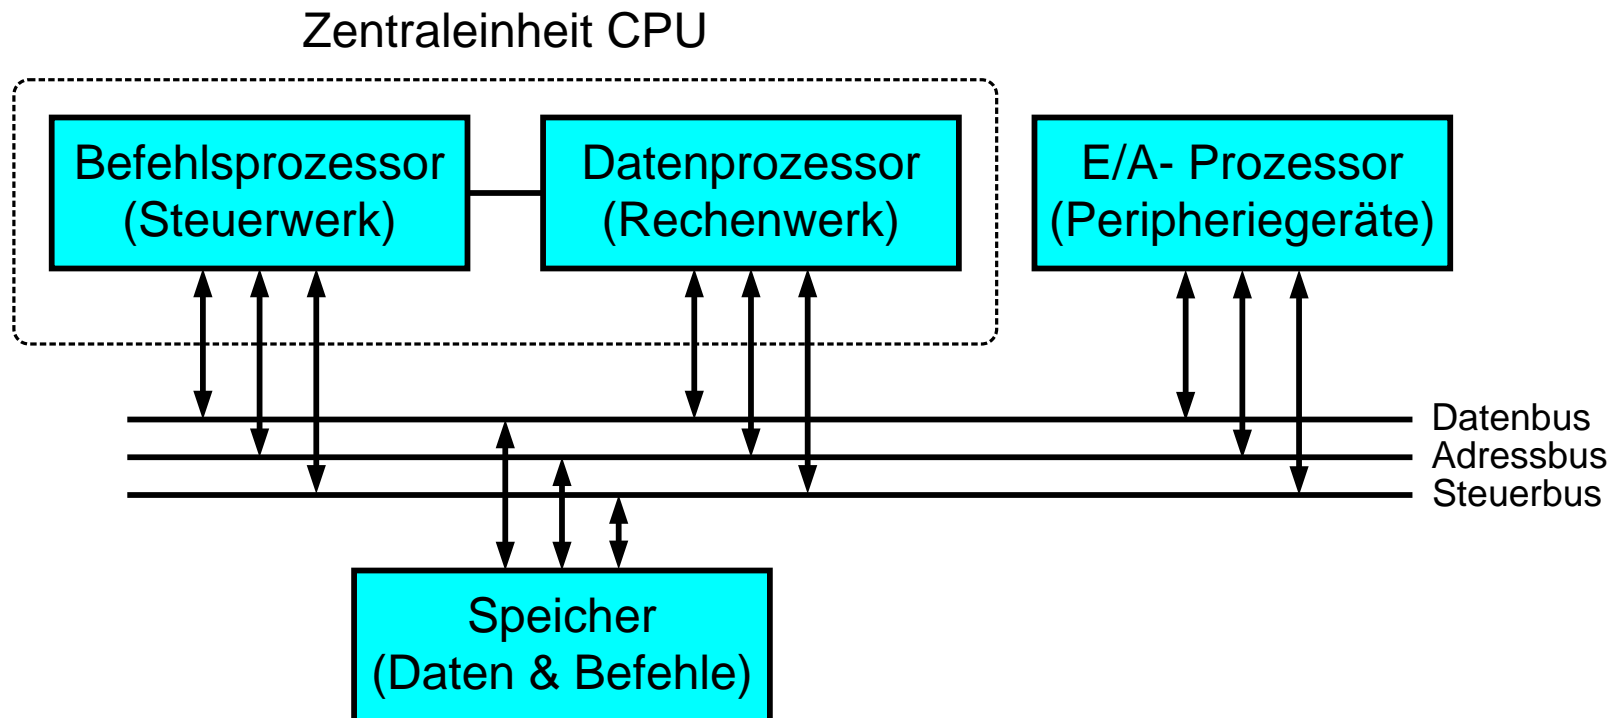 Zentraleinheit CPU
Befehlsprozessor
(Steuerwerk)
Datenprozessor
(Rechenwerk)
E/A- Prozessor
(Peripheriegeräte)
Datenbus
Adressbus
Steuerbus
Speicher
(Daten & Befehle)